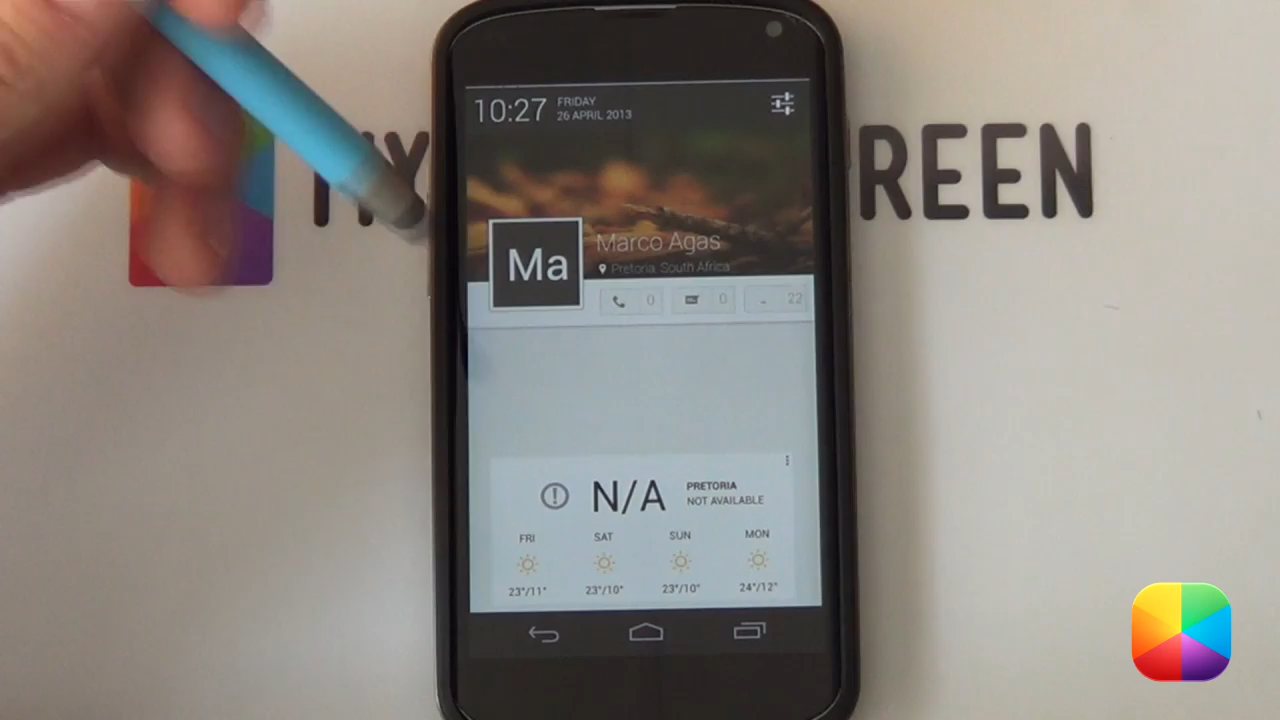 10:27 FRIDAY
26 APRIL 2013
MY REEN
Ma
Marco Agas
Pretoria, South Africa
0 0 22
N/A
PRETORIA
NOT AVAILABLE
FRI SAT SUN MON
23°/11° 23°/10° 23°/10° 24°/12°